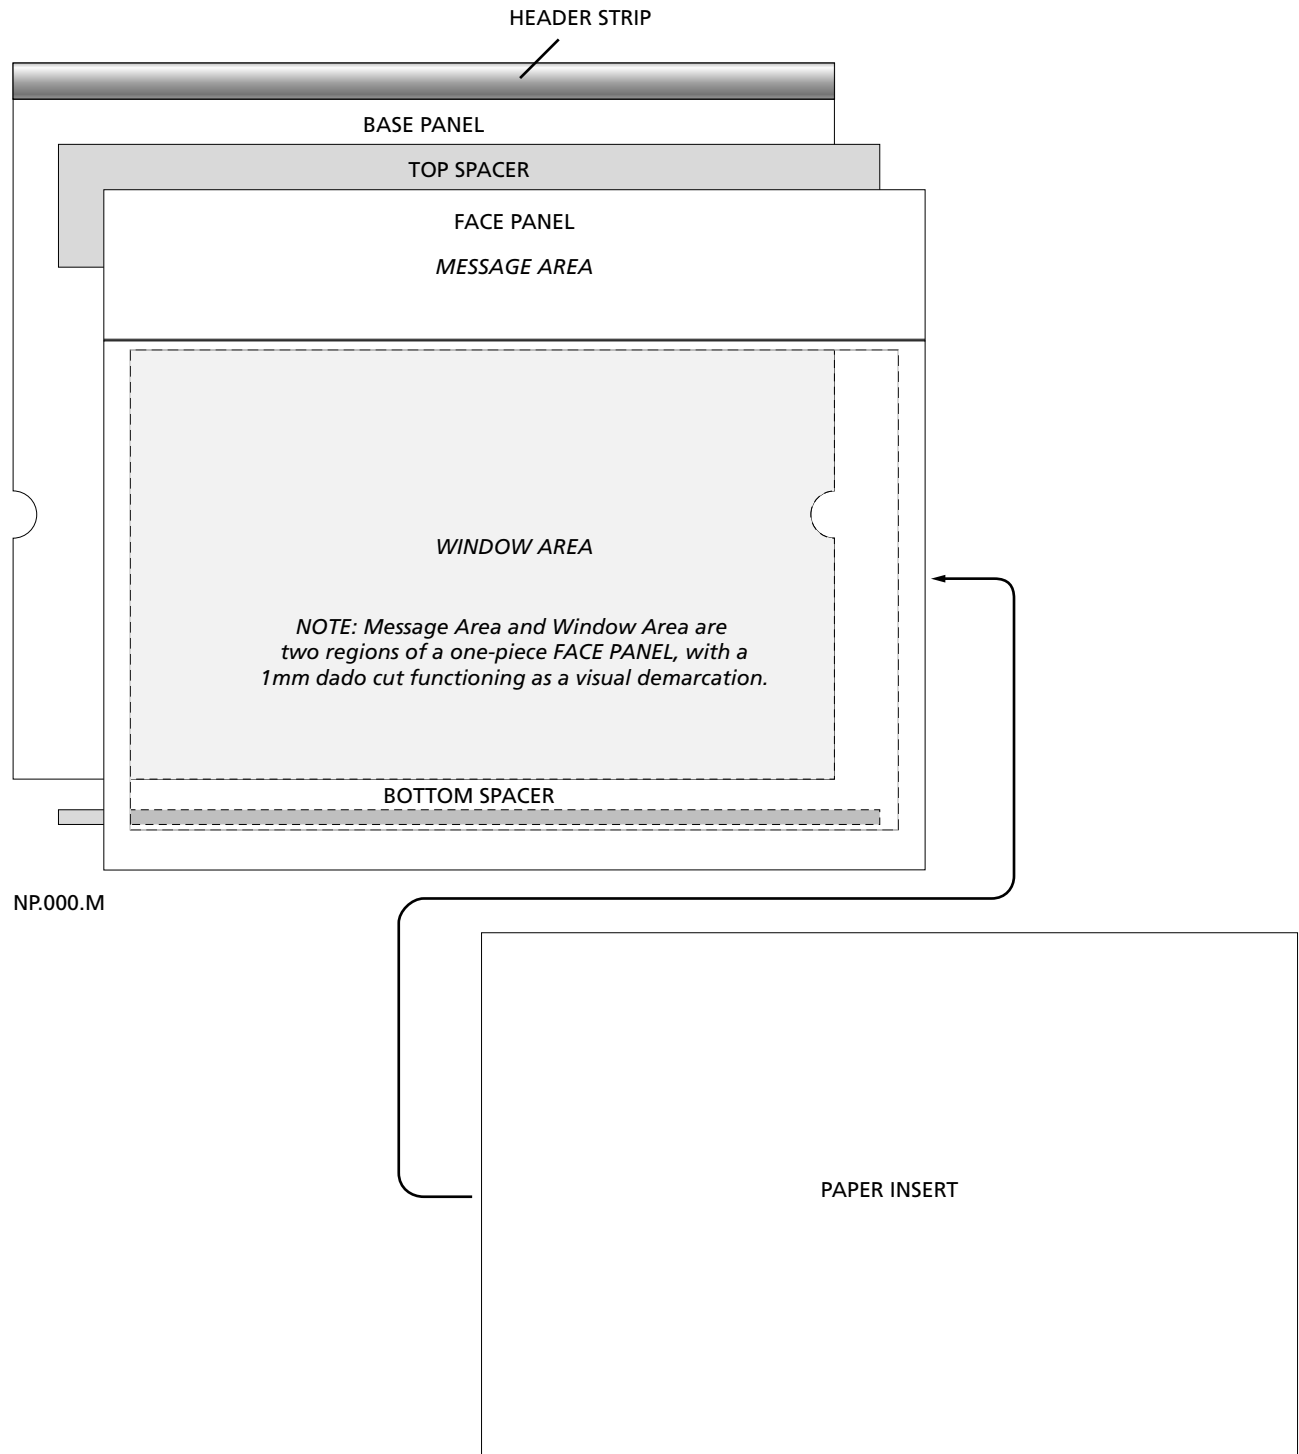 HEADER STRIP
BASE PANEL
TOP SPACER
FACE PANEL
MESSAGE AREA
WINDOW AREA
NOTE: Message Area and Window Area are
two regions of a one-piece FACE PANEL, with a
1mm dado cut functioning as a visual demarcation.
BOTTOM SPACER
NP.000.M
PAPER INSERT